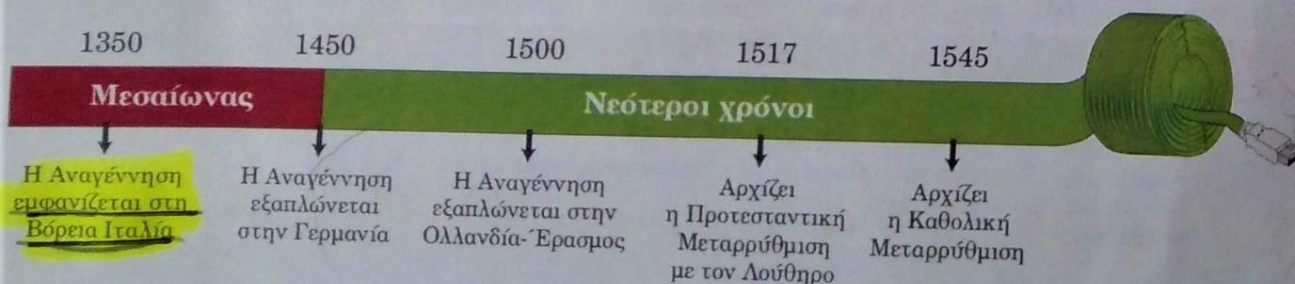 1350
1450
1500
1517
1545
Μεσαίωνας
Νεότεροι χρόνοι
Η Αναγέννηση
εμφανίζεται στη
Βόρεια Ιταλία
Η Αναγέννηση
εξαπλώνεται
στην Γερμανία
Η Αναγέννηση
εξαπλώνεται στην
Ολλανδία-Έρασμος
Αρχίζει
η Προτεσταντική
Μεταρρύθμιση
με τον Λούθηρο
Αρχίζει
η Καθολική
Μεταρρύθμιση